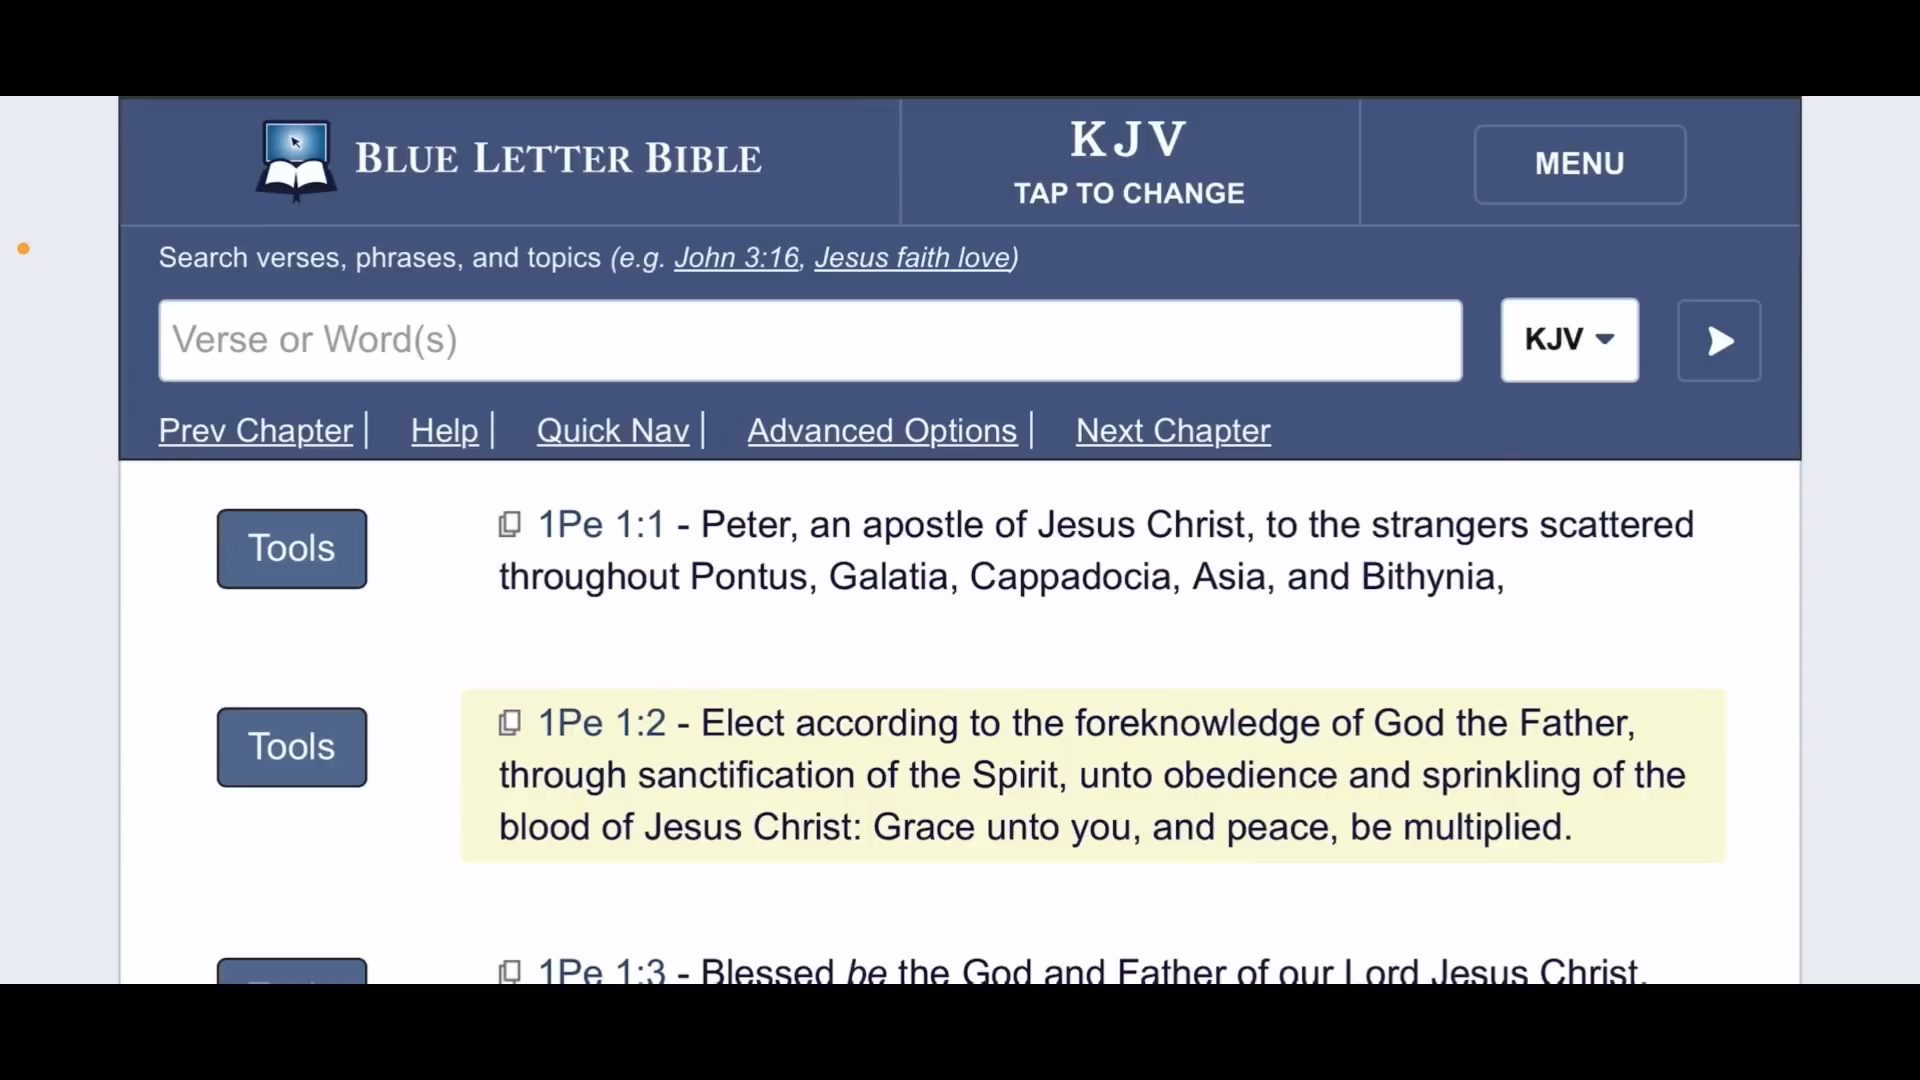 BLUE LETTER BIBLE
KJV
TAP TO CHANGE
MENU
Search verses, phrases, and topics (e.g. John 3:16, Jesus faith love)
Verse or Word(s)
KJV
Prev Chapter | Help | Quick Nav | Advanced Options | Next Chapter
Tools
1Pe 1:1 - Peter, an apostle of Jesus Christ, to the strangers scattered
throughout Pontus, Galatia, Cappadocia, Asia, and Bithynia,
Tools
1Pe 1:2 - Elect according to the foreknowledge of God the Father,
through sanctification of the Spirit, unto obedience and sprinkling of the
blood of Jesus Christ: Grace unto you, and peace, be multiplied.
1Pe 1:3 - Blessed be the God and Father of our Lord Jesus Christ,